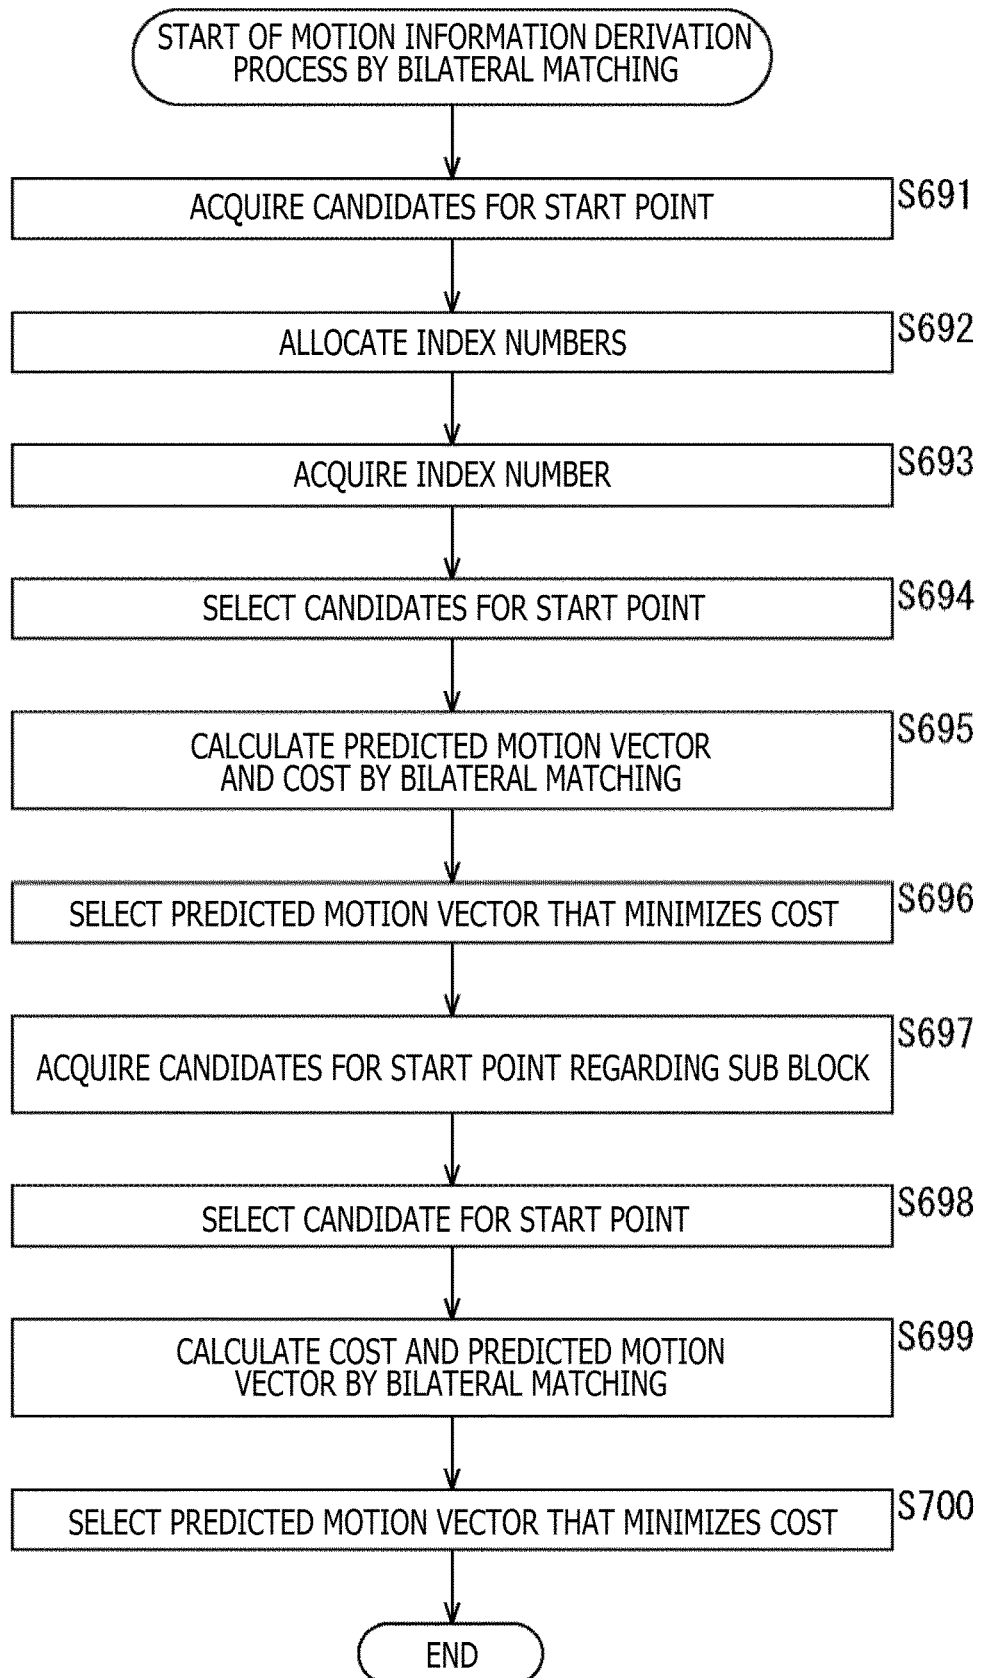 START OF MOTION INFORMATION DERIVATION
PROCESS BY BILATERAL MATCHING
ACQUIRE CANDIDATES FOR START POINT
S691
ALLOCATE INDEX NUMBERS
S692
ACQUIRE INDEX NUMBER
S693
SELECT CANDIDATES FOR START POINT
S694
CALCULATE PREDICTED MOTION VECTOR
AND COST BY BILATERAL MATCHING
S695
SELECT PREDICTED MOTION VECTOR THAT MINIMIZES COST
S696
ACQUIRE CANDIDATES FOR START POINT REGARDING SUB BLOCK
S697
SELECT CANDIDATE FOR START POINT
S698
CALCULATE COST AND PREDICTED MOTION
VECTOR BY BILATERAL MATCHING
S699
SELECT PREDICTED MOTION VECTOR THAT MINIMIZES COST
S700
END